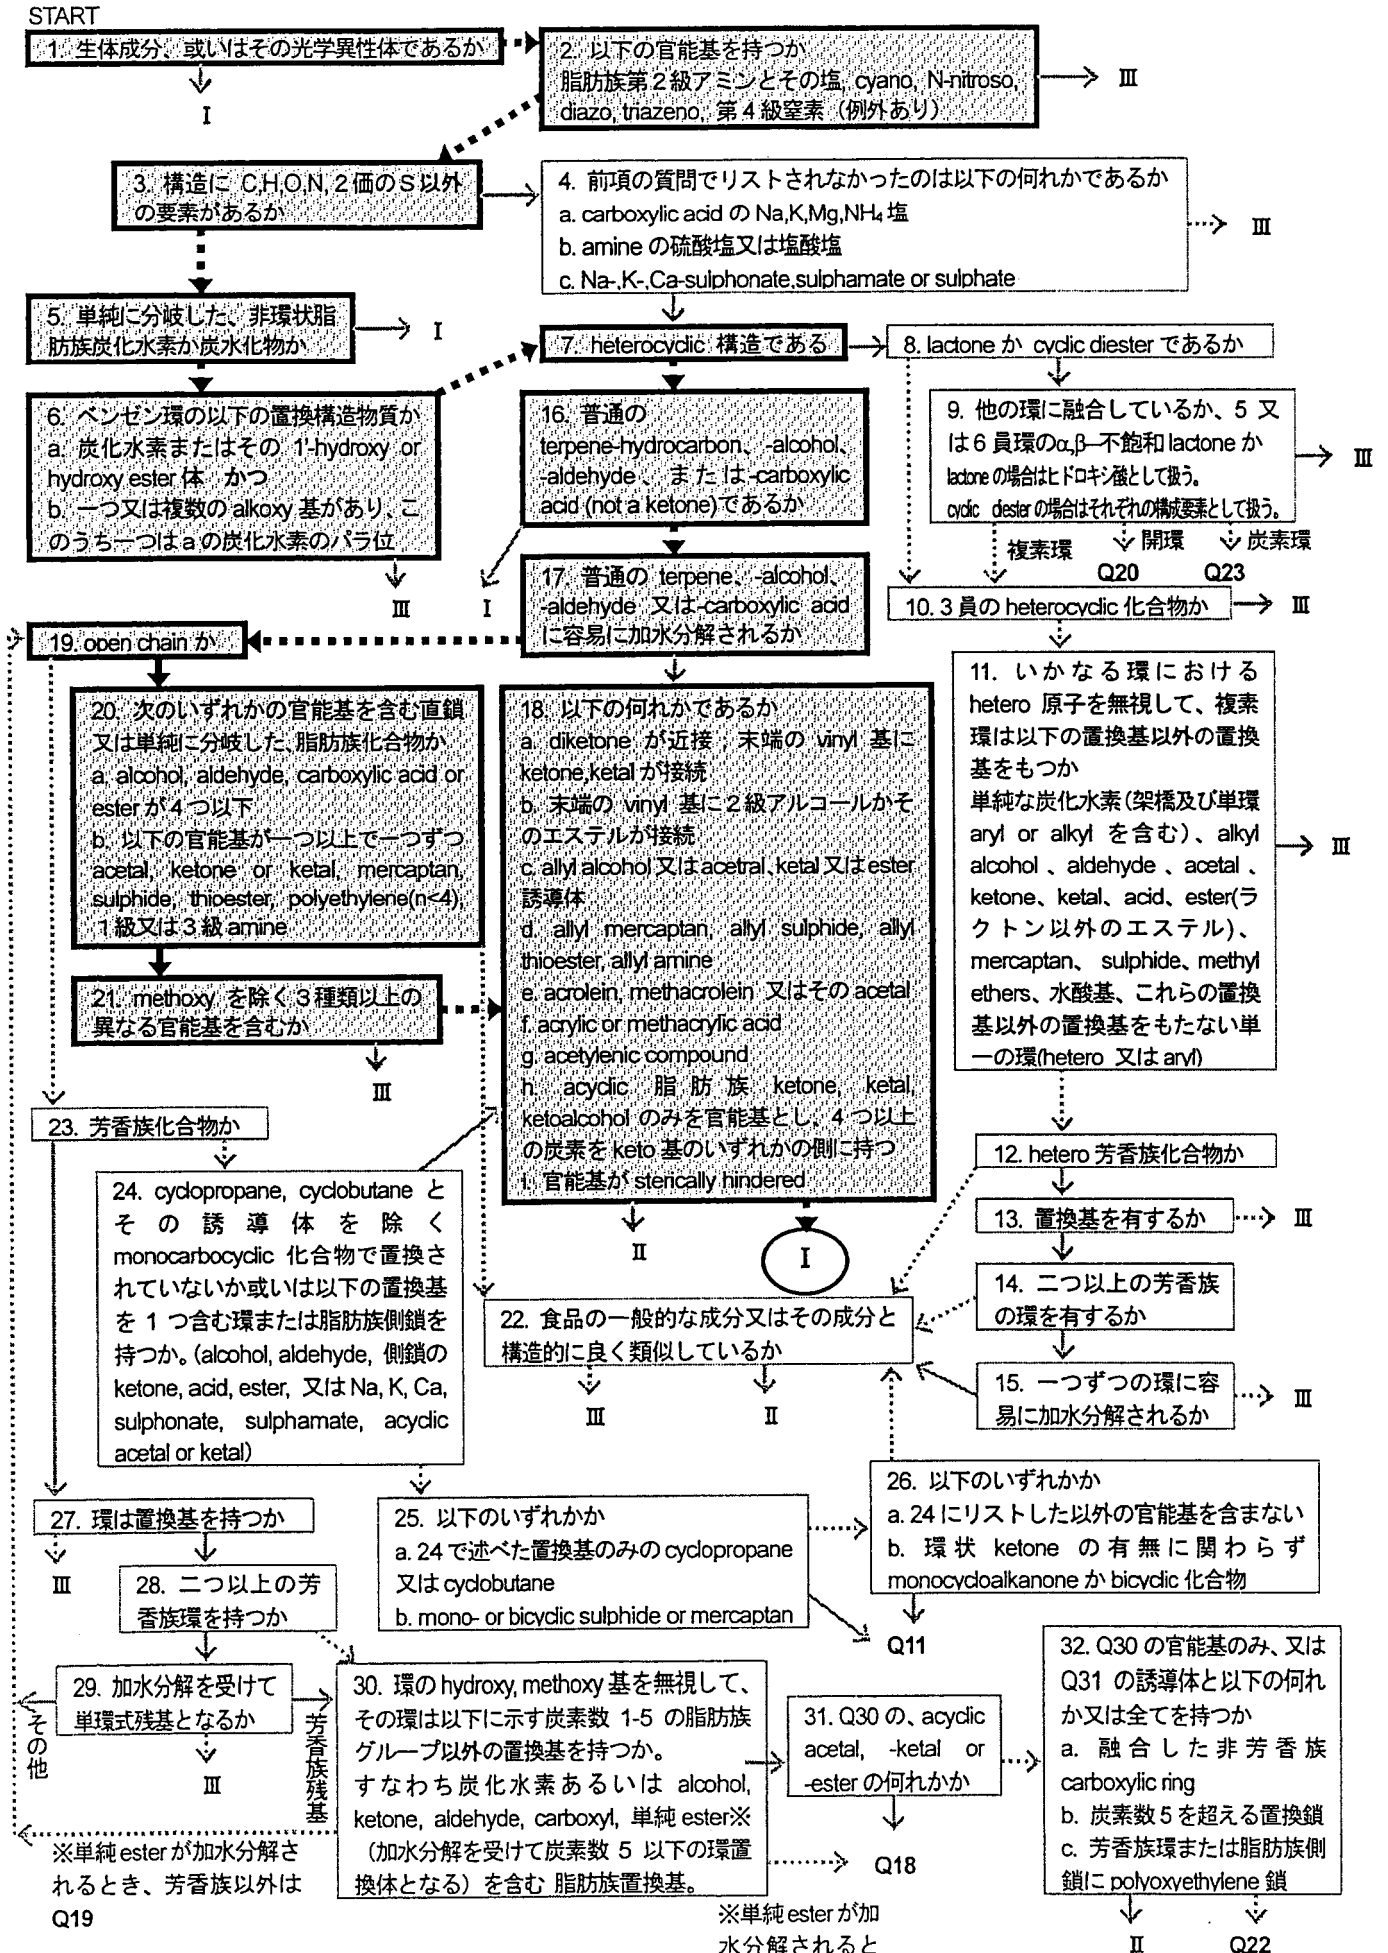 START
1. 生体成分、或いはその光学異性体であるか
I
2. 以下の官能基を持つか
脂肪族第2級アミンとその塩, cyano, N-nitroso,
diazo, triazeno, 第4級窒素（例外あり）
III
3. 構造に C,H,O,N,2価のS以外
の要素があるか
4. 前項の質問でリストされなかったのは以下の何れかであるか
a. carboxylic acid の Na,K,Mg,NH₄ 塩
b. amine の硫酸塩又は塩酸塩
c. Na-,K-,Ca-sulphonate,sulphamate or sulphate
III
5. 単純に分岐した、非環状脂
肪族炭化水素か炭水化物か
I
6. ベンゼン環の以下の置換構造物質か
a. 炭化水素またはその 1'-hydroxy or
hydroxy ester 体 かつ
b. 一つ又は複数の alkoxy 基があり、こ
のうち一つは a の炭化水素のパラ位
III
7. heterocyclic 構造である
8. lactone か cyclic diester であるか
9. 他の環に融合しているか、5 又
は 6 員環のα,β–不飽和 lactone か
lactone の場合はヒドロキシ酸として扱う。
cyclic diester の場合はそれぞれの構成要素として扱う。
III
複素環
開環
炭素環
Q20
Q23
10. 3 員の heterocyclic 化合物か
III
11. いかなる環における
hetero 原子を無視して、複素
環は以下の置換基以外の置換
基をもつか
単純な炭化水素(架橋及び単環
aryl or alkyl を含む)、alkyl
alcohol、aldehyde、acetal、
ketone、ketal、acid、ester(ラ
クトン以外のエステル)、
mercaptan、sulphide、methyl
ethers、水酸基、これらの置換
基以外の置換基をもたない単
一の環(hetero 又は aryl)
III
12. hetero 芳香族化合物か
13. 置換基を有するか
III
14. 二つ以上の芳香族
の環を有するか
15. 一つずつの環に容
易に加水分解されるか
III
16. 普通の
terpene-hydrocarbon、-alcohol、
-aldehyde、または-carboxylic
acid (not a ketone)であるか
I
17. 普通の terpene、-alcohol、
-aldehyde 又は-carboxylic acid
に容易に加水分解されるか
18. 以下の何れかであるか
a. diketone が近接；末端の vinyl 基に
ketone,ketal が接続
b. 末端の vinyl 基に2級アルコールかそ
のエステルが接続
c. allyl alcohol 又は acetral、ketal 又は ester
誘導体
d. allyl mercaptan, allyl sulphide, allyl
thioester, allyl amine
e. acrolein, methacrolein 又はその acetal
f. acrylic or methacrylic acid
g. acetylenic compound
h. acyclic 脂肪族 ketone, ketal,
ketoalcohol のみを官能基とし、4 つ以上
の炭素を keto 基のいずれかの側に持つ
i. 官能基が sterically hindered
II
I
19. open chain か
20. 次のいずれかの官能基を含む直鎖
又は単純に分岐した、脂肪族化合物か
a. alcohol, aldehyde, carboxylic acid or
ester が 4 つ以下
b. 以下の官能基が一つ以上で一つずつ
acetal, ketone or ketal, mercaptan,
sulphide, thioester, polyethylene(n<4),
1級又は3級 amine
21. methoxy を除く 3 種類以上の
異なる官能基を含むか
III
22. 食品の一般的な成分又はその成分と
構造的に良く類似しているか
III
II
23. 芳香族化合物か
24. cyclopropane, cyclobutane と
その誘導体を除く
monocarbocyclic 化合物で置換さ
れていないか或いは以下の置換基
を 1 つ含む環または脂肪族側鎖を
持つか。(alcohol, aldehyde, 側鎖の
ketone, acid, ester, 又は Na, K, Ca,
sulphonate, sulphamate, acyclic
acetal or ketal）
25. 以下のいずれかか
a. 24 で述べた置換基のみの cyclopropane
又は cyclobutane
b. mono- or bicyclic sulphide or mercaptan
26. 以下のいずれかか
a. 24 にリストした以外の官能基を含まない
b. 環状 ketone の有無に関わらず
monocycloalkanone か bicyclic 化合物
Q11
27. 環は置換基を持つか
III
28. 二つ以上の芳
香族環を持つか
29. 加水分解を受けて
単環式残基となるか
その他
III
芳香族残基
30. 環の hydroxy, methoxy 基を無視して、
その環は以下に示す炭素数 1-5 の脂肪族
グループ以外の置換基を持つか。
すなわち炭化水素あるいは alcohol,
ketone, aldehyde, carboxyl, 単純 ester※
（加水分解を受けて炭素数 5 以下の環置
換体となる）を含む 脂肪族置換基。
31. Q30 の、acyclic
acetal, -ketal or
-ester の何れかか
Q18
32. Q30 の官能基のみ、又は
Q31 の誘導体と以下の何れ
か又は全てを持つか
a. 融合した非芳香族
carboxylic ring
b. 炭素数 5 を超える置換鎖
c. 芳香族環または脂肪族側
鎖に polyoxyethylene 鎖
II
Q22
※単純 ester が加水分解さ
れるとき、芳香族以外は
Q19
※単純 ester が加
水分解されると